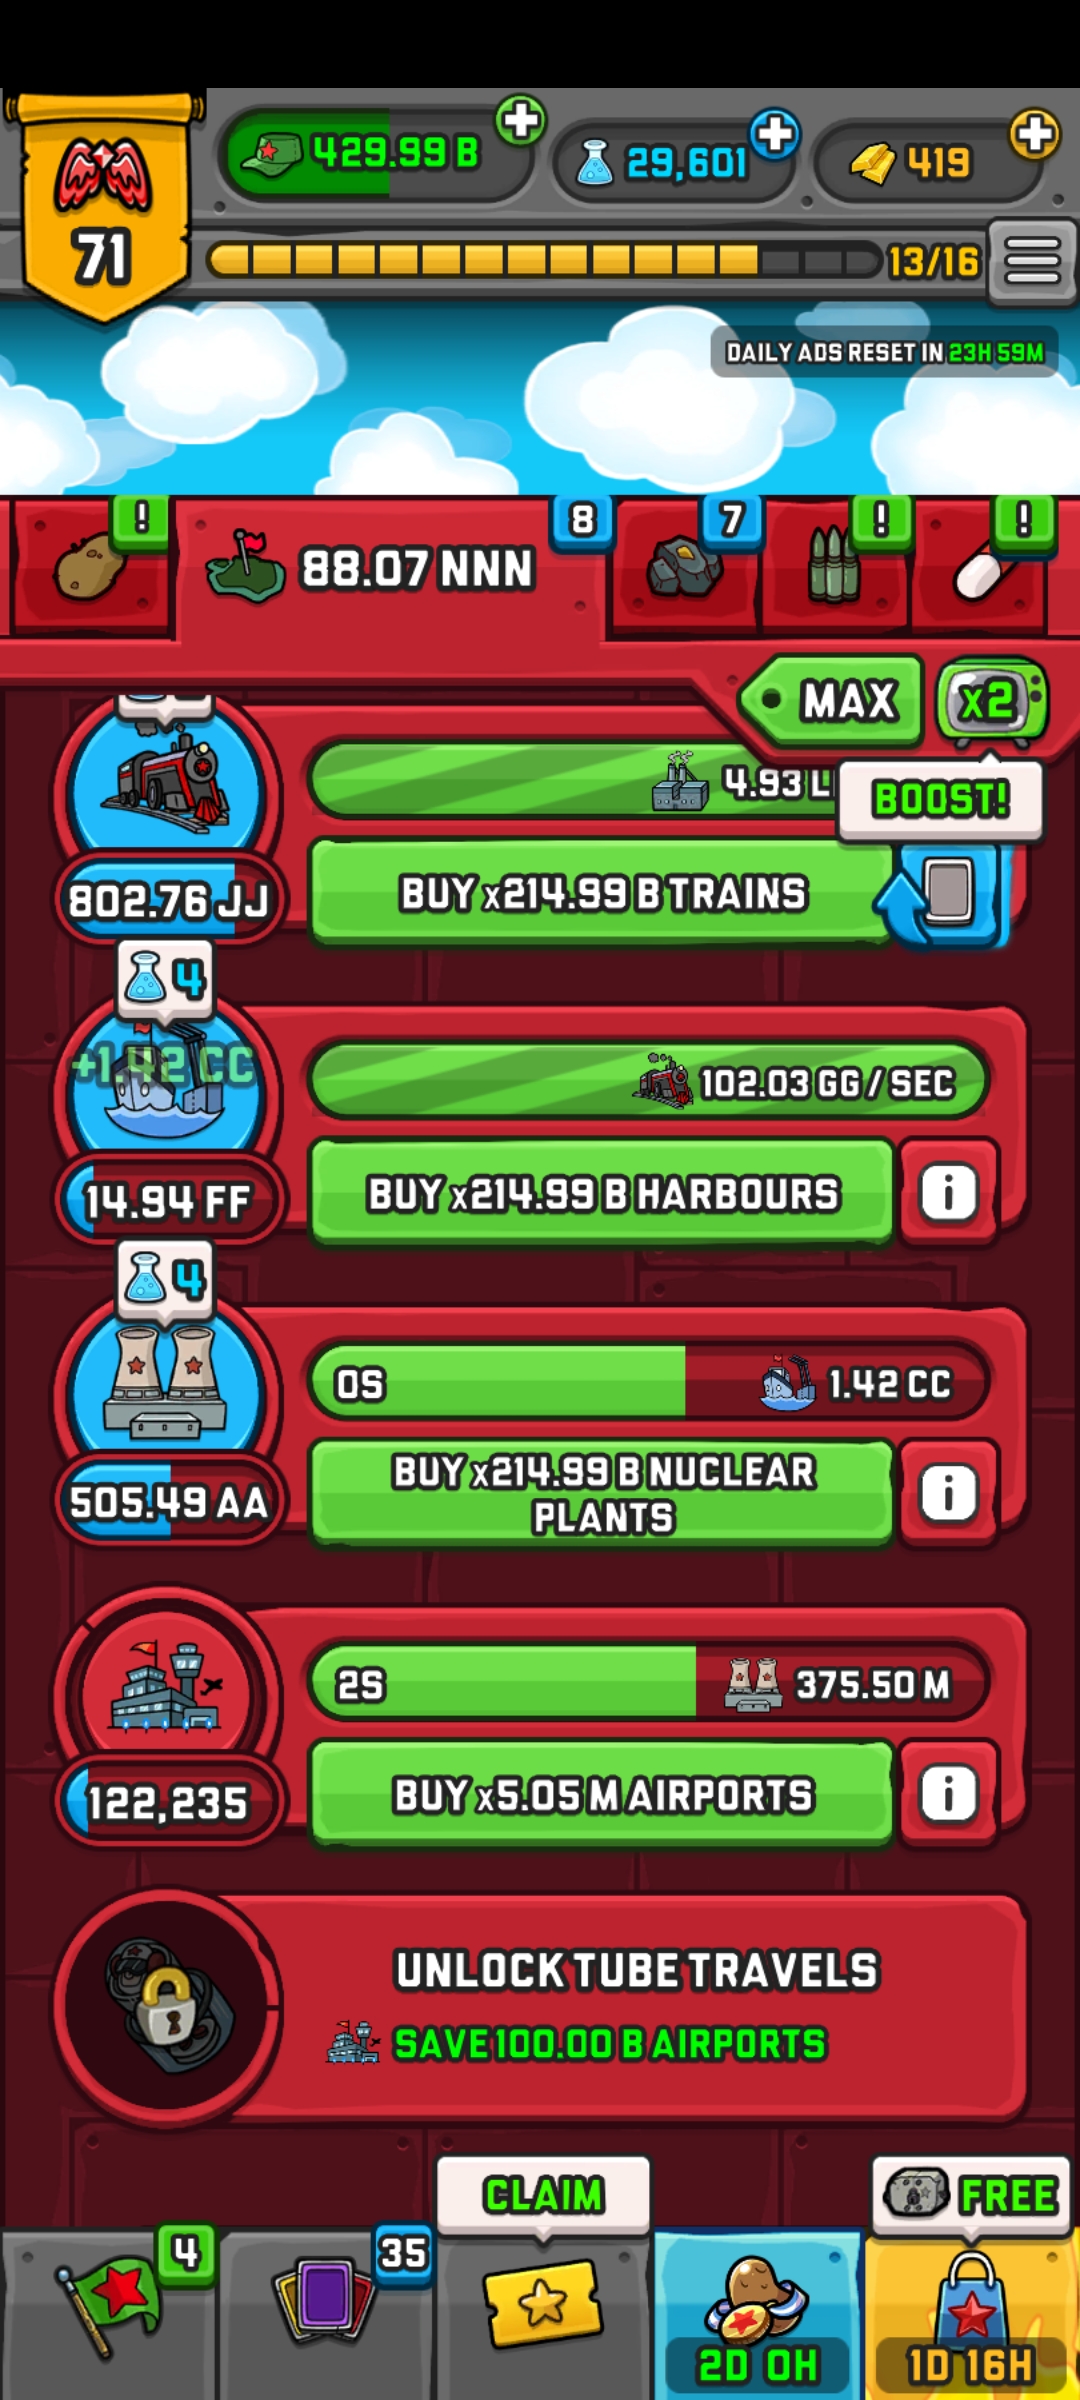 71
429.99 B
29,601
419
13/16
DAILY ADS RESET IN 23H 59M
!
88.07 NNN
8
7
!
!
MAX
x2
BOOST!
802.76 JJ
BUY x214.99 B TRAINS
4
+1.42 CC
102.03 GG / SEC
14.94 FF
BUY x214.99 B HARBOURS
i
4
0S
1.42 CC
505.49 AA
BUY x214.99 B NUCLEAR
PLANTS
i
2S
375.50 M
122,235
BUY x5.05 M AIRPORTS
i
UNLOCK TUBE TRAVELS
SAVE 100.00 B AIRPORTS
CLAIM
FREE
4
35
2D 0H
1D 16H